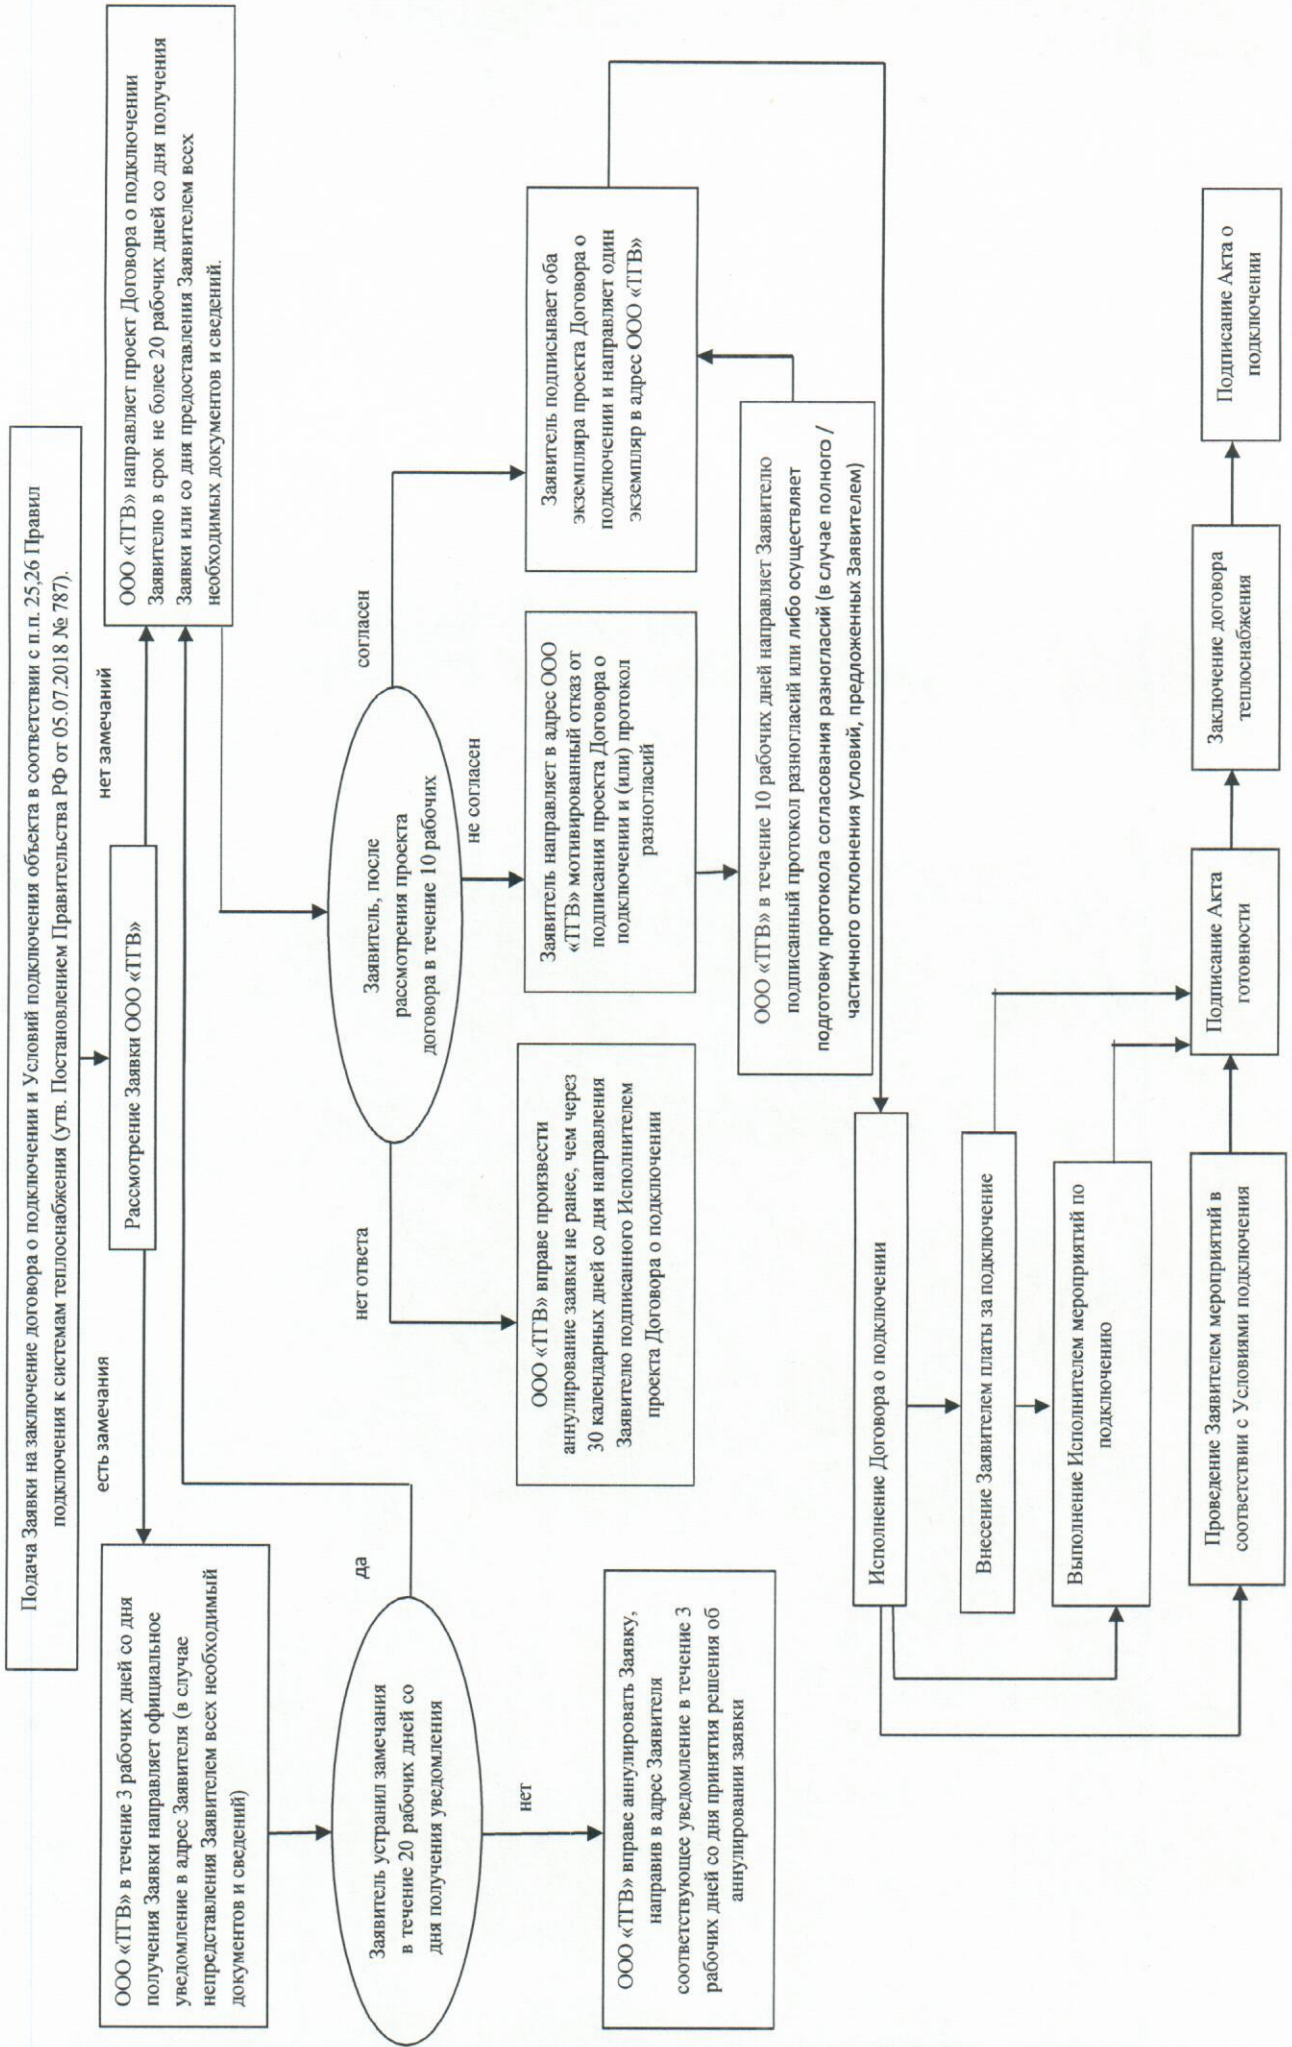 Подача Заявки на заключение договора о подключении и Условий подключения объекта в соответствии с п.п. 25,26 Правил
подключения к системам теплоснабжения (утв. Постановлением Правительства РФ от 05.07.2018 № 787).
есть замечания
нет замечаний
Рассмотрение Заявки ООО «ТГВ»
ООО «ТГВ» в течение 3 рабочих дней со дня
получения Заявки направляет официальное
уведомление в адрес Заявителя (в случае
непредставления Заявителем всех необходимый
документов и сведений)
ООО «ТГВ» направляет проект Договора о подключении
Заявителю в срок не более 20 рабочих дней со дня получения
Заявки или со дня предоставления Заявителем всех
необходимых документов и сведений.
Заявитель устранил замечания
в течение 20 рабочих дней со
дня получения уведомления
да
нет
ООО «ТГВ» вправе аннулировать Заявку,
направив в адрес Заявителя
соответствующее уведомление в течение 3
рабочих дней со дня принятия решения об
аннулировании заявки
Заявитель, после
рассмотрения проекта
договора в течение 10 рабочих
нет ответа
не согласен
согласен
ООО «ТГВ» вправе произвести
аннулирование заявки не ранее, чем через
30 календарных дней со дня направления
Заявителю подписанного Исполнителем
проекта Договора о подключении
Заявитель направляет в адрес ООО
«ТГВ» мотивированный отказ от
подписания проекта Договора о
подключении и (или) протокол
разногласий
Заявитель подписывает оба
экземпляра проекта Договора о
подключении и направляет один
экземпляр в адрес ООО «ТГВ»
ООО «ТГВ» в течение 10 рабочих дней направляет Заявителю
подписанный протокол разногласий или либо осуществляет
подготовку протокола согласования разногласий (в случае полного /
частичного отклонения условий, предложенных Заявителем)
Исполнение Договора о подключении
Внесение Заявителем платы за подключение
Выполнение Исполнителем мероприятий по
подключению
Проведение Заявителем мероприятий в
соответствии с Условиями подключения
Подписание Акта
готовности
Заключение договора
теплоснабжения
Подписание Акта о
подключении